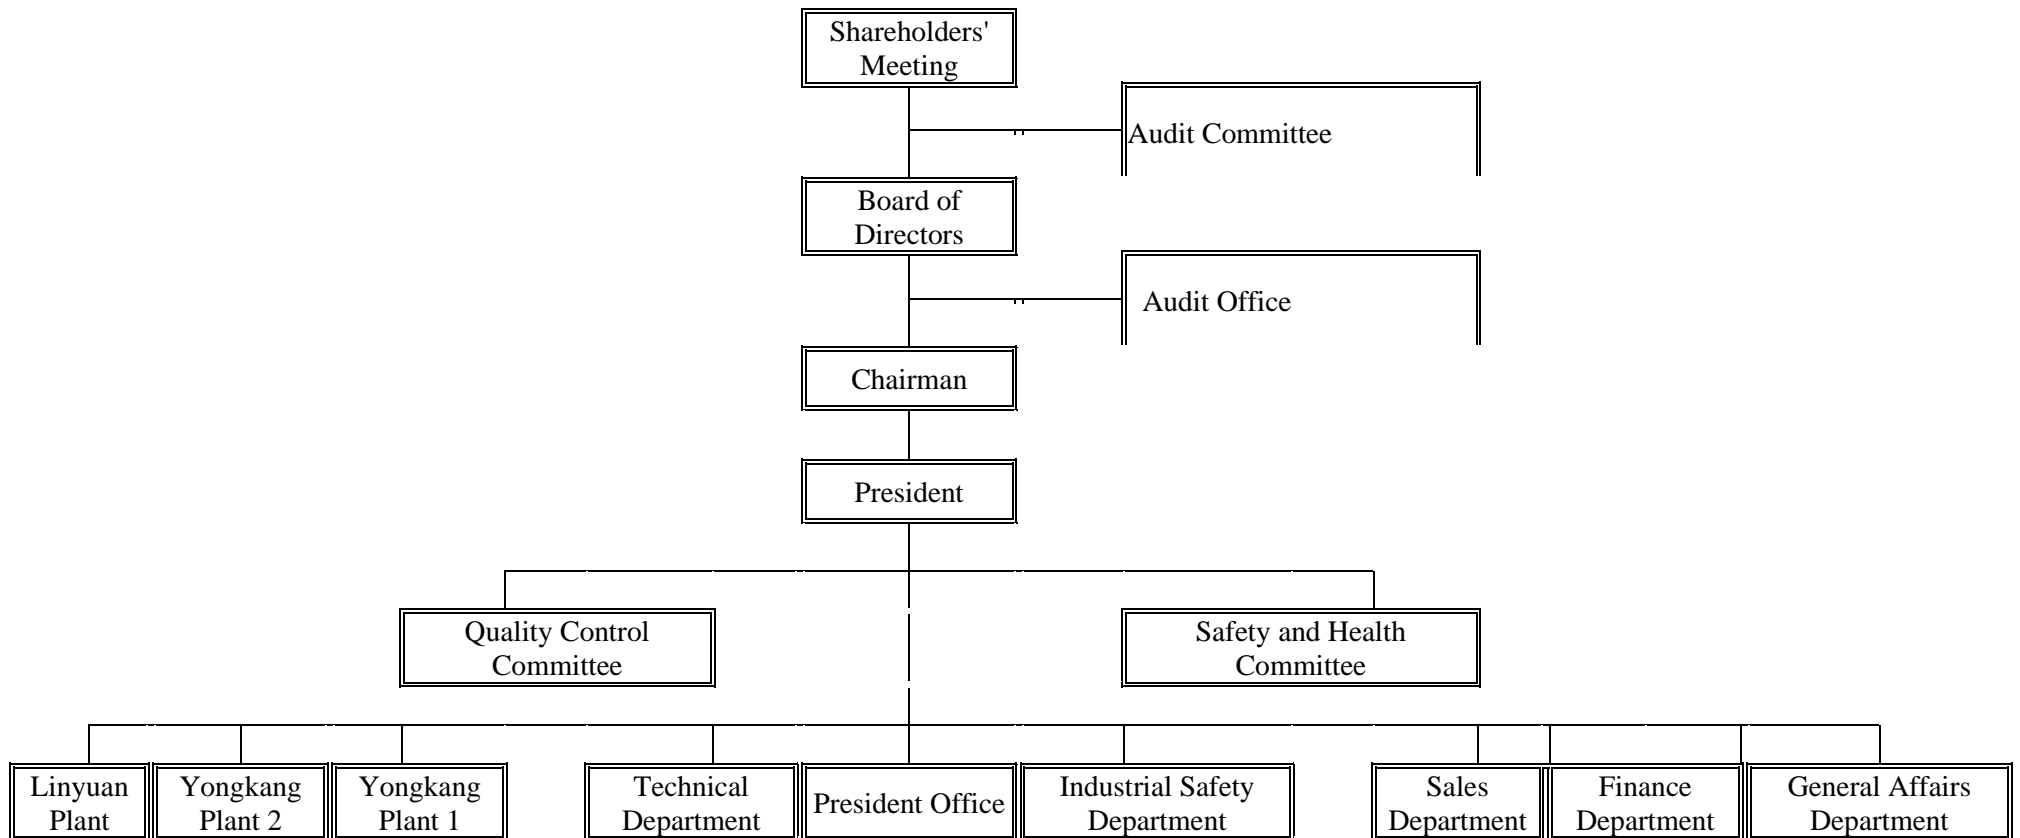 Shareholders'
Meeting
Audit Committee
Board of
Directors
Audit Office
Chairman
President
Quality Control
Committee
Safety and Health
Committee
Linyuan
Plant
Yongkang
Plant 2
Yongkang
Plant 1
Technical
Department
President Office
Industrial Safety
Department
Sales
Department
Finance
Department
General Affairs
Department